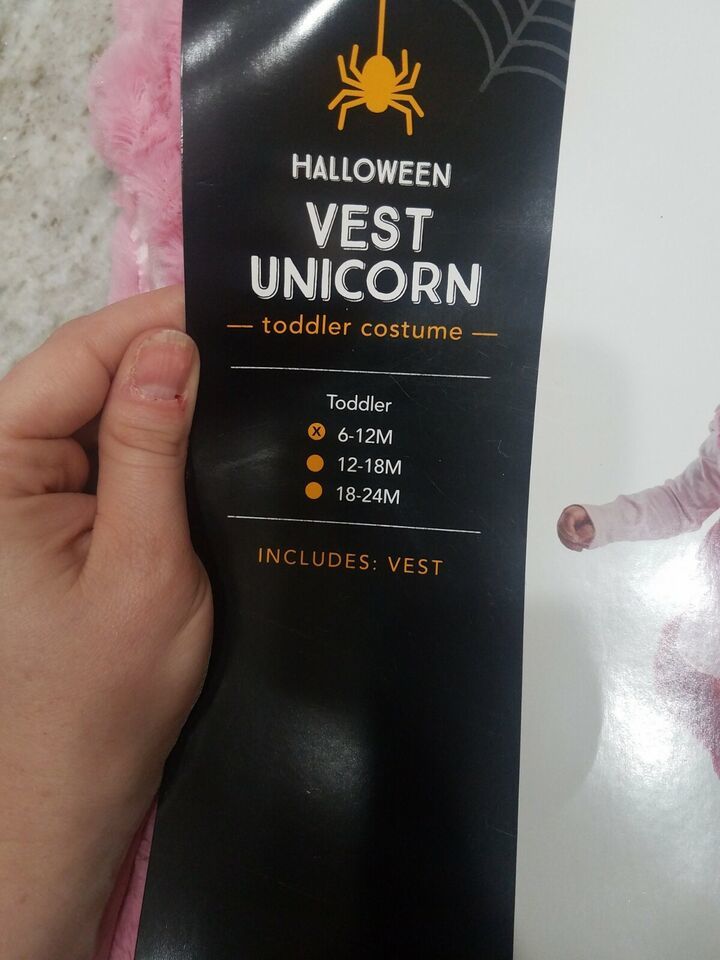 HALLOWEEN
VEST
UNICORN
— toddler costume —
Toddler
X 6-12M
12-18M
18-24M
INCLUDES: VEST